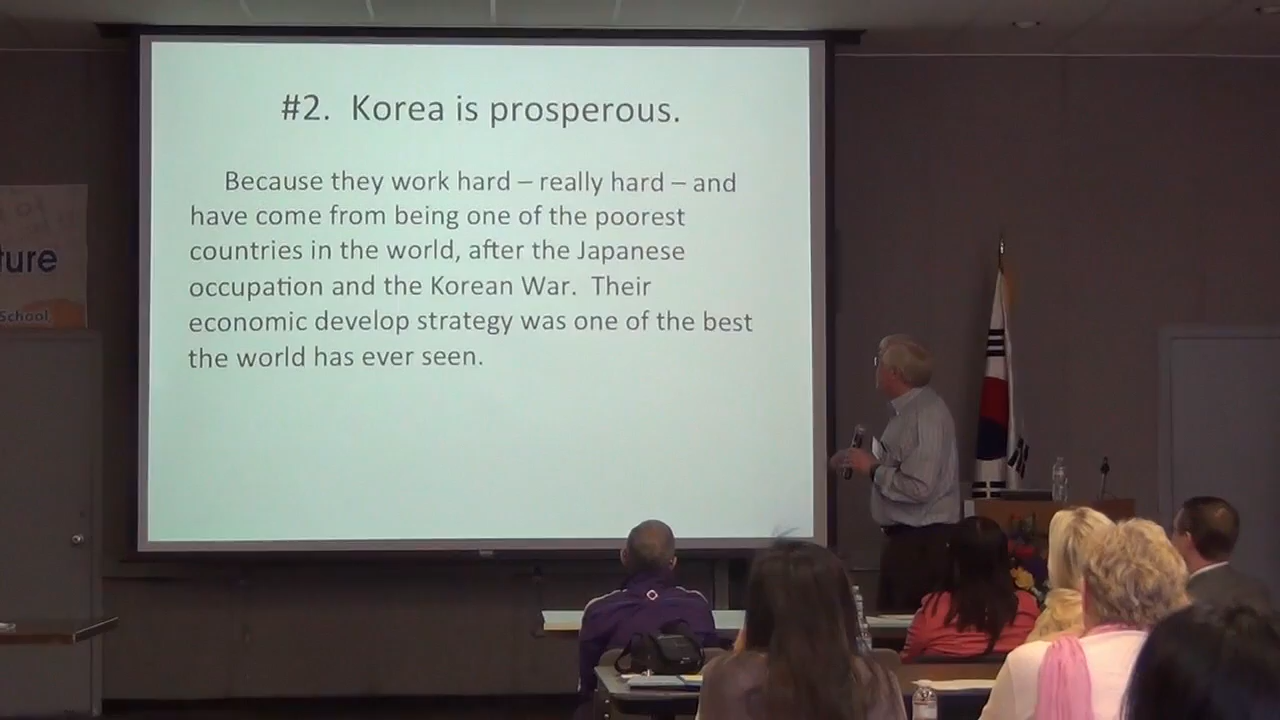 #2. Korea is prosperous.
Because they work hard – really hard – and
have come from being one of the poorest
countries in the world, after the Japanese
occupation and the Korean War. Their
economic develop strategy was one of the best
the world has ever seen.
ture
School